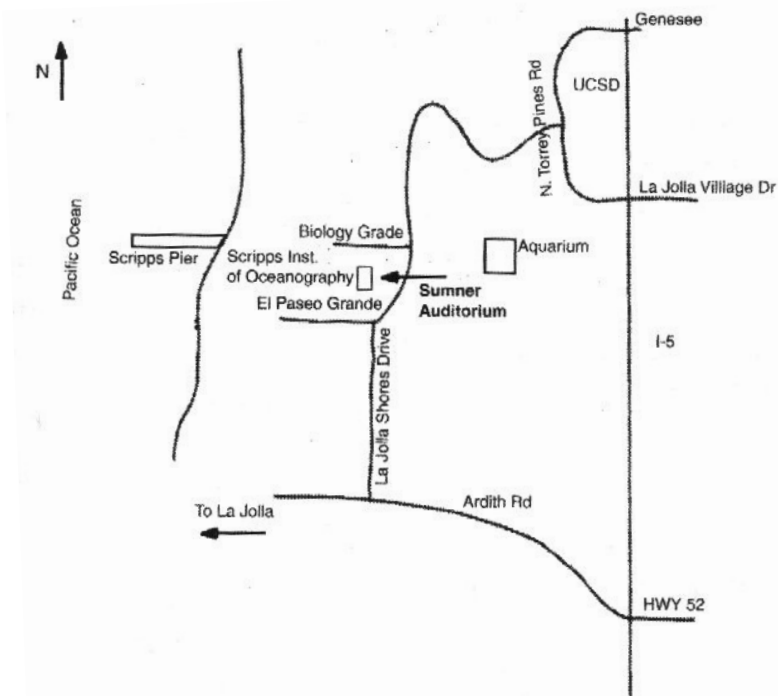 Genesee
N
UCSD
N. Torrey Pines Rd
La Jolla Villiage Dr
Pacific Ocean
Biology Grade
Aquarium
Scripps Pier
Scripps Inst.
of Oceanography
Sumner
Auditorium
El Paseo Grande
I-5
La Jolla Shores Drive
Ardith Rd
To La Jolla
HWY 52